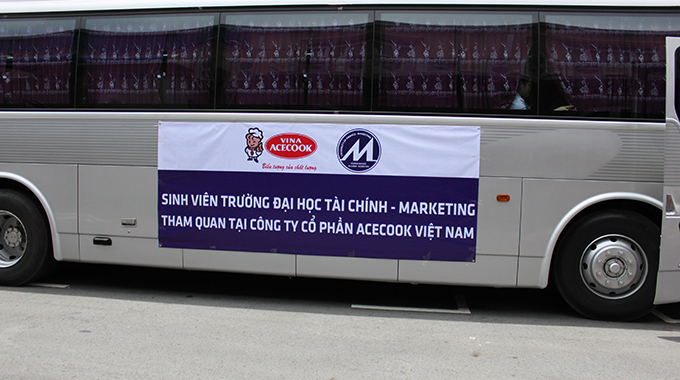 VINA
ACECOOK
Biểu tượng của chất lượng
M
SINH VIÊN TRƯỜNG ĐẠI HỌC TÀI CHÍNH - MARKETING
THAM QUAN TẠI CÔNG TY CỔ PHẦN ACECOOK VIỆT NAM